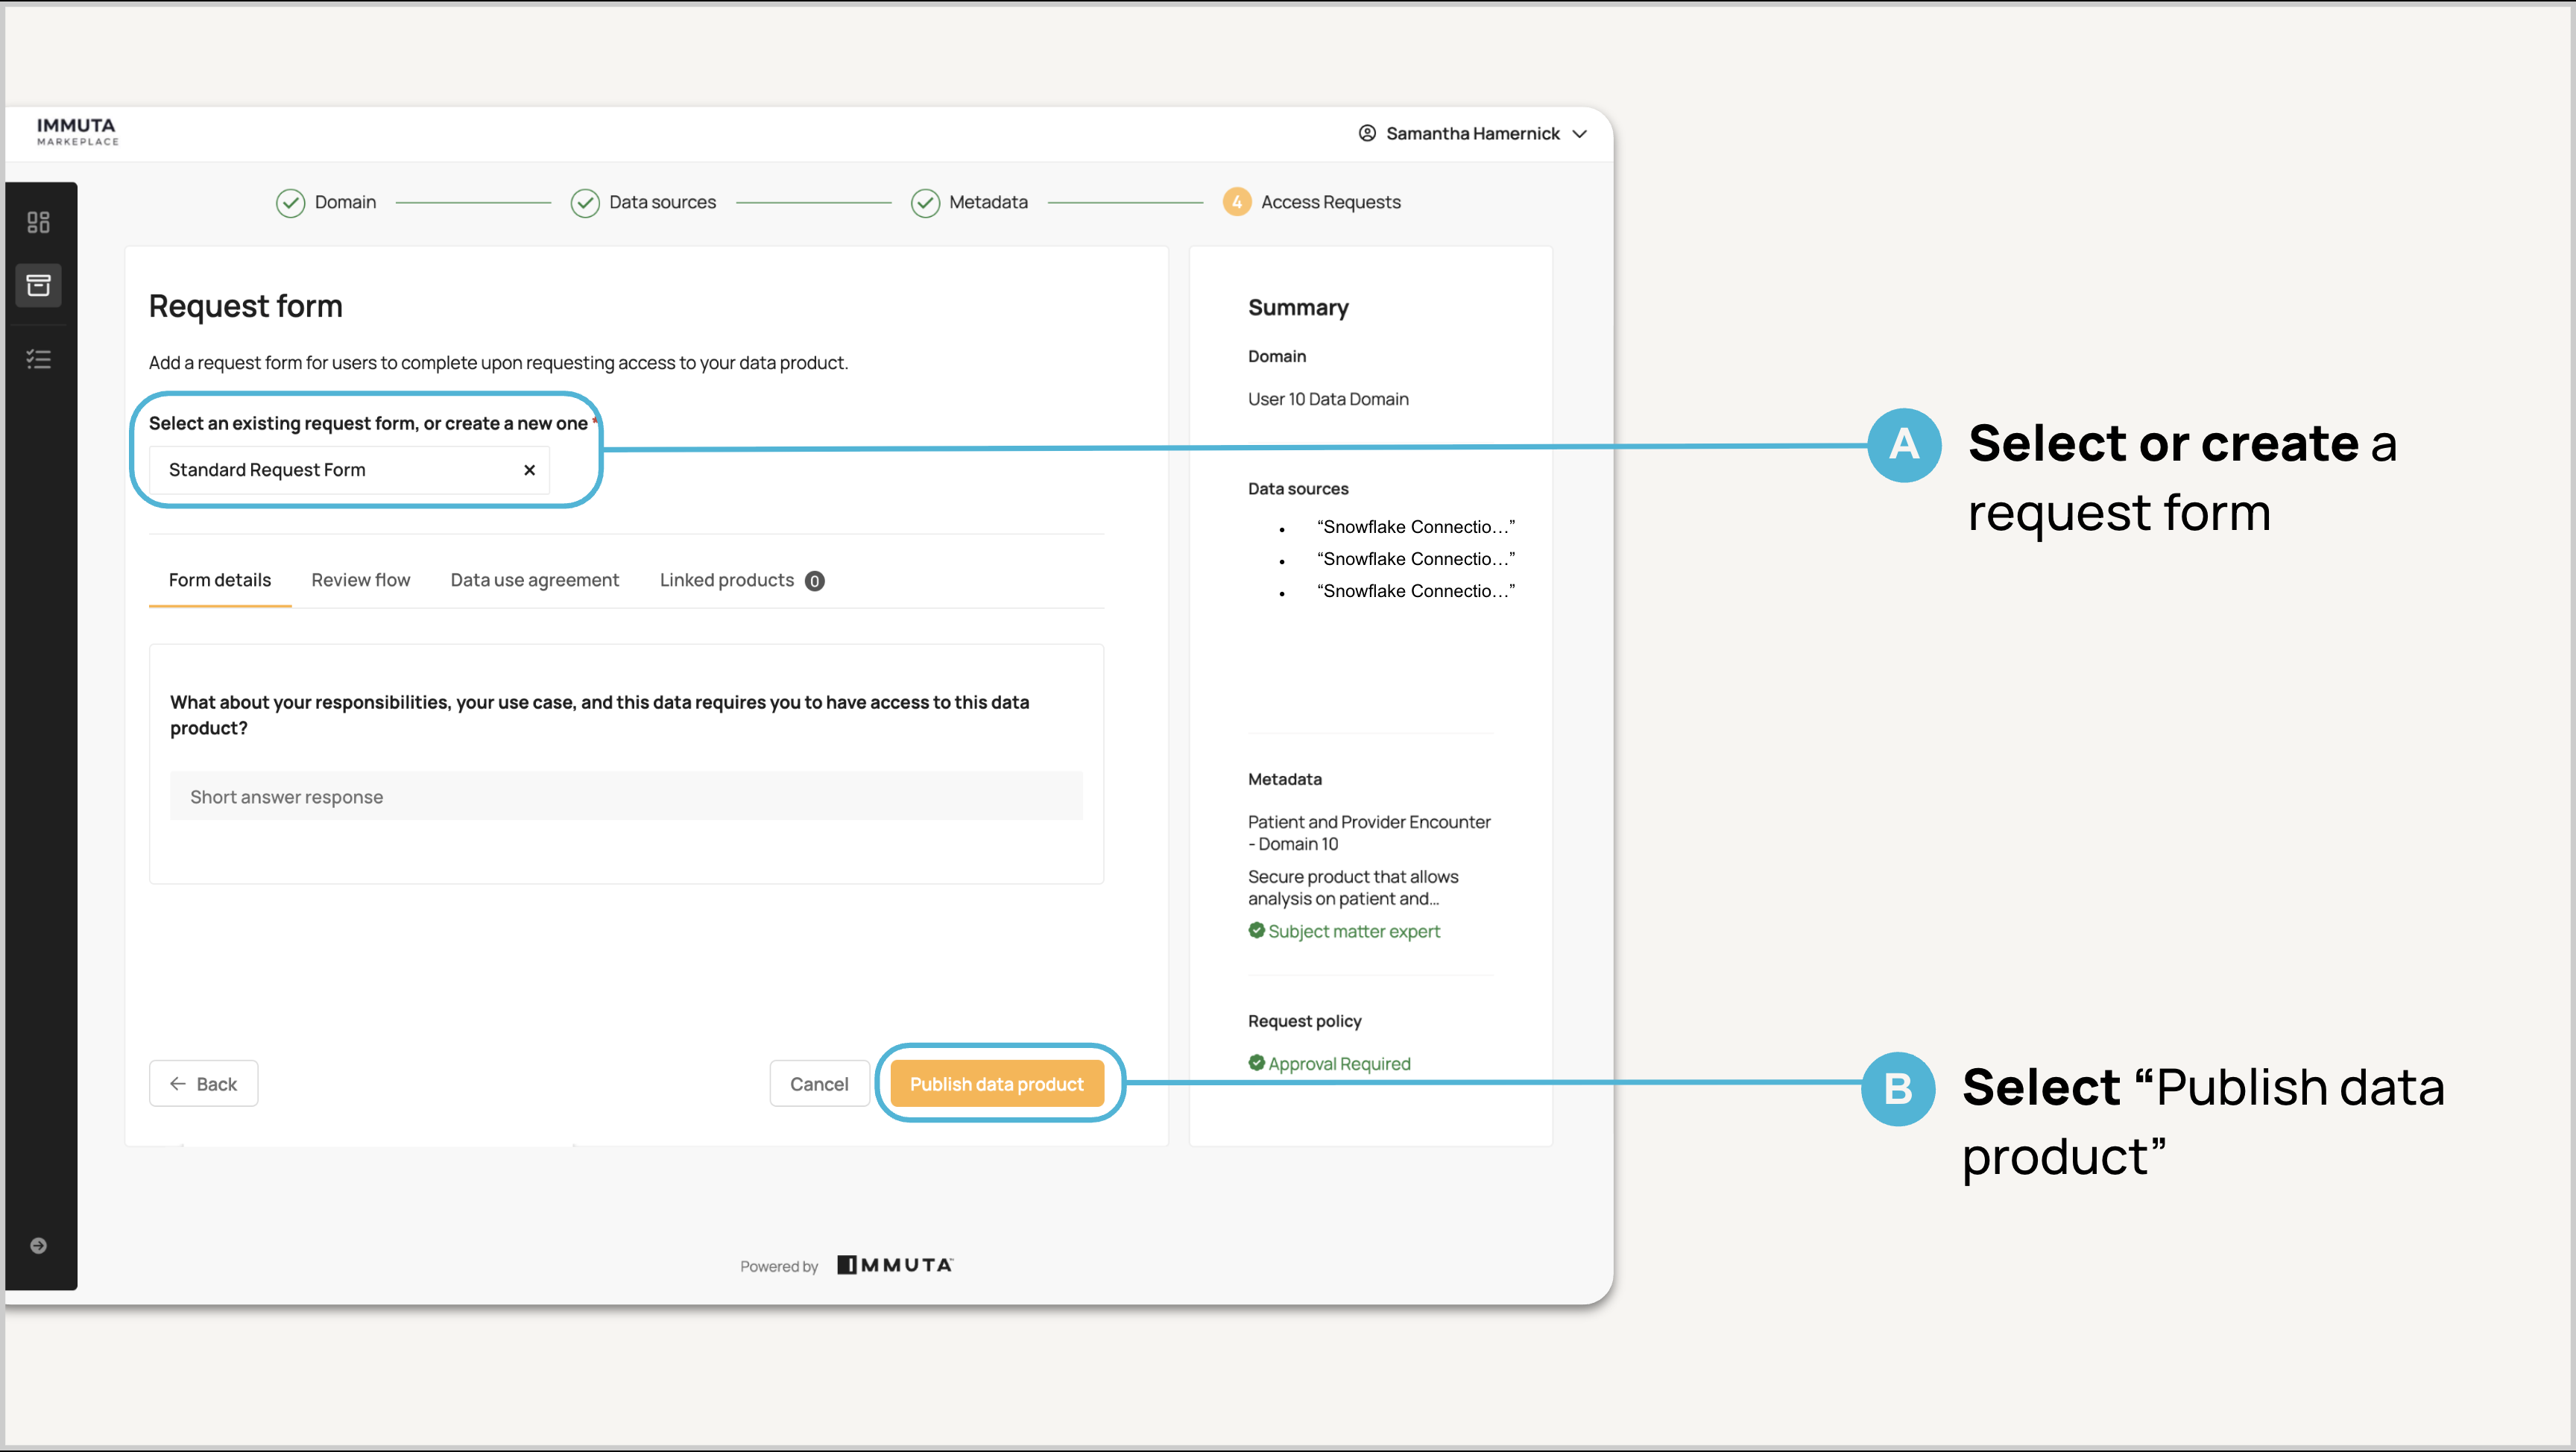 IMMUTA
MARKEPLACE
Samantha Hamernick
Domain
Data sources
Metadata
4 Access Requests
Request form
Add a request form for users to complete upon requesting access to your data product.
Select an existing request form, or create a new one *
Standard Request Form
Form details
Review flow
Data use agreement
Linked products 0
What about your responsibilities, your use case, and this data requires you to have access to this data
product?
Short answer response
Back
Cancel
Publish data product
Summary
Domain
User 10 Data Domain
Data sources
• “Snowflake Connectio…”
• “Snowflake Connectio…”
• “Snowflake Connectio…”
Metadata
Patient and Provider Encounter
- Domain 10
Secure product that allows
analysis on patient and...
Subject matter expert
Request policy
Approval Required
Powered by IMMUTA
A
Select or create a
request form
B
Select “Publish data
product”